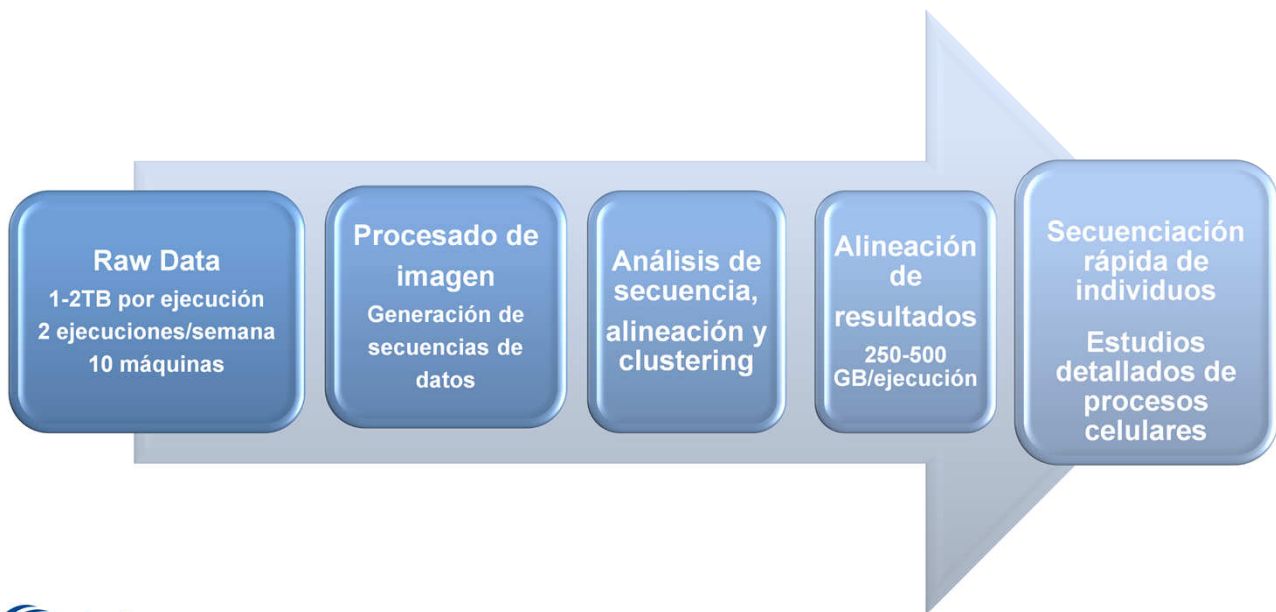 Raw Data
1-2TB por ejecución
2 ejecuciones/semana
10 máquinas
Procesado de
imagen
Generación de
secuencias de
datos
Análisis de
secuencia,
alineación y
clustering
Alineación
de
resultados
250-500
GB/ejecución
Secuenciación
rápida de
individuos
Estudios
detallados de
procesos
celulares